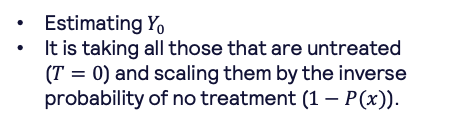 • Estimating Y₀
• It is taking all those that are untreated
(T = 0) and scaling them by the inverse
probability of no treatment (1 − P(x)).